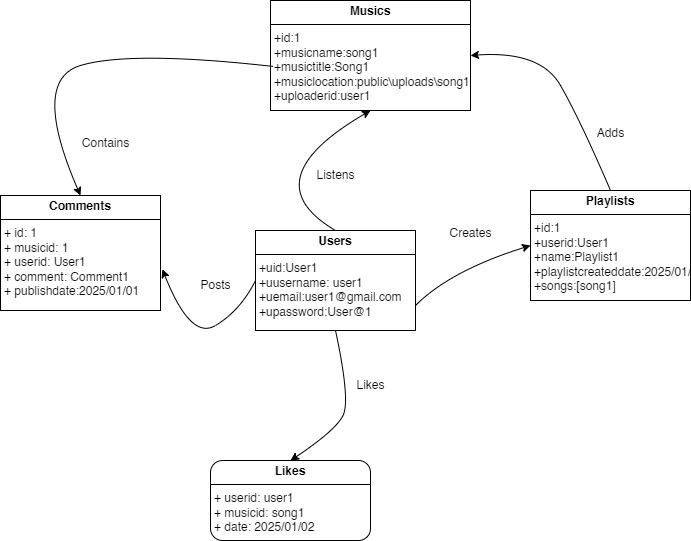 Musics
+id:1
+musicname:song1
+musictitle:Song1
+musiclocation:public\uploads\song1
+uploaderid:user1
Contains
Adds
Listens
Comments
+ id: 1
+ musicid: 1
+ userid: User1
+ comment: Comment1
+ publishdate:2025/01/01
Playlists
+id:1
+userid:User1
+name:Playlist1
+playlistcreateddate:2025/01/
+songs:[song1]
Users
+uid:User1
+uusername: user1
+uemail:user1@gmail.com
+upassword:User@1
Creates
Posts
Likes
Likes
+ userid: user1
+ musicid: song1
+ date: 2025/01/02